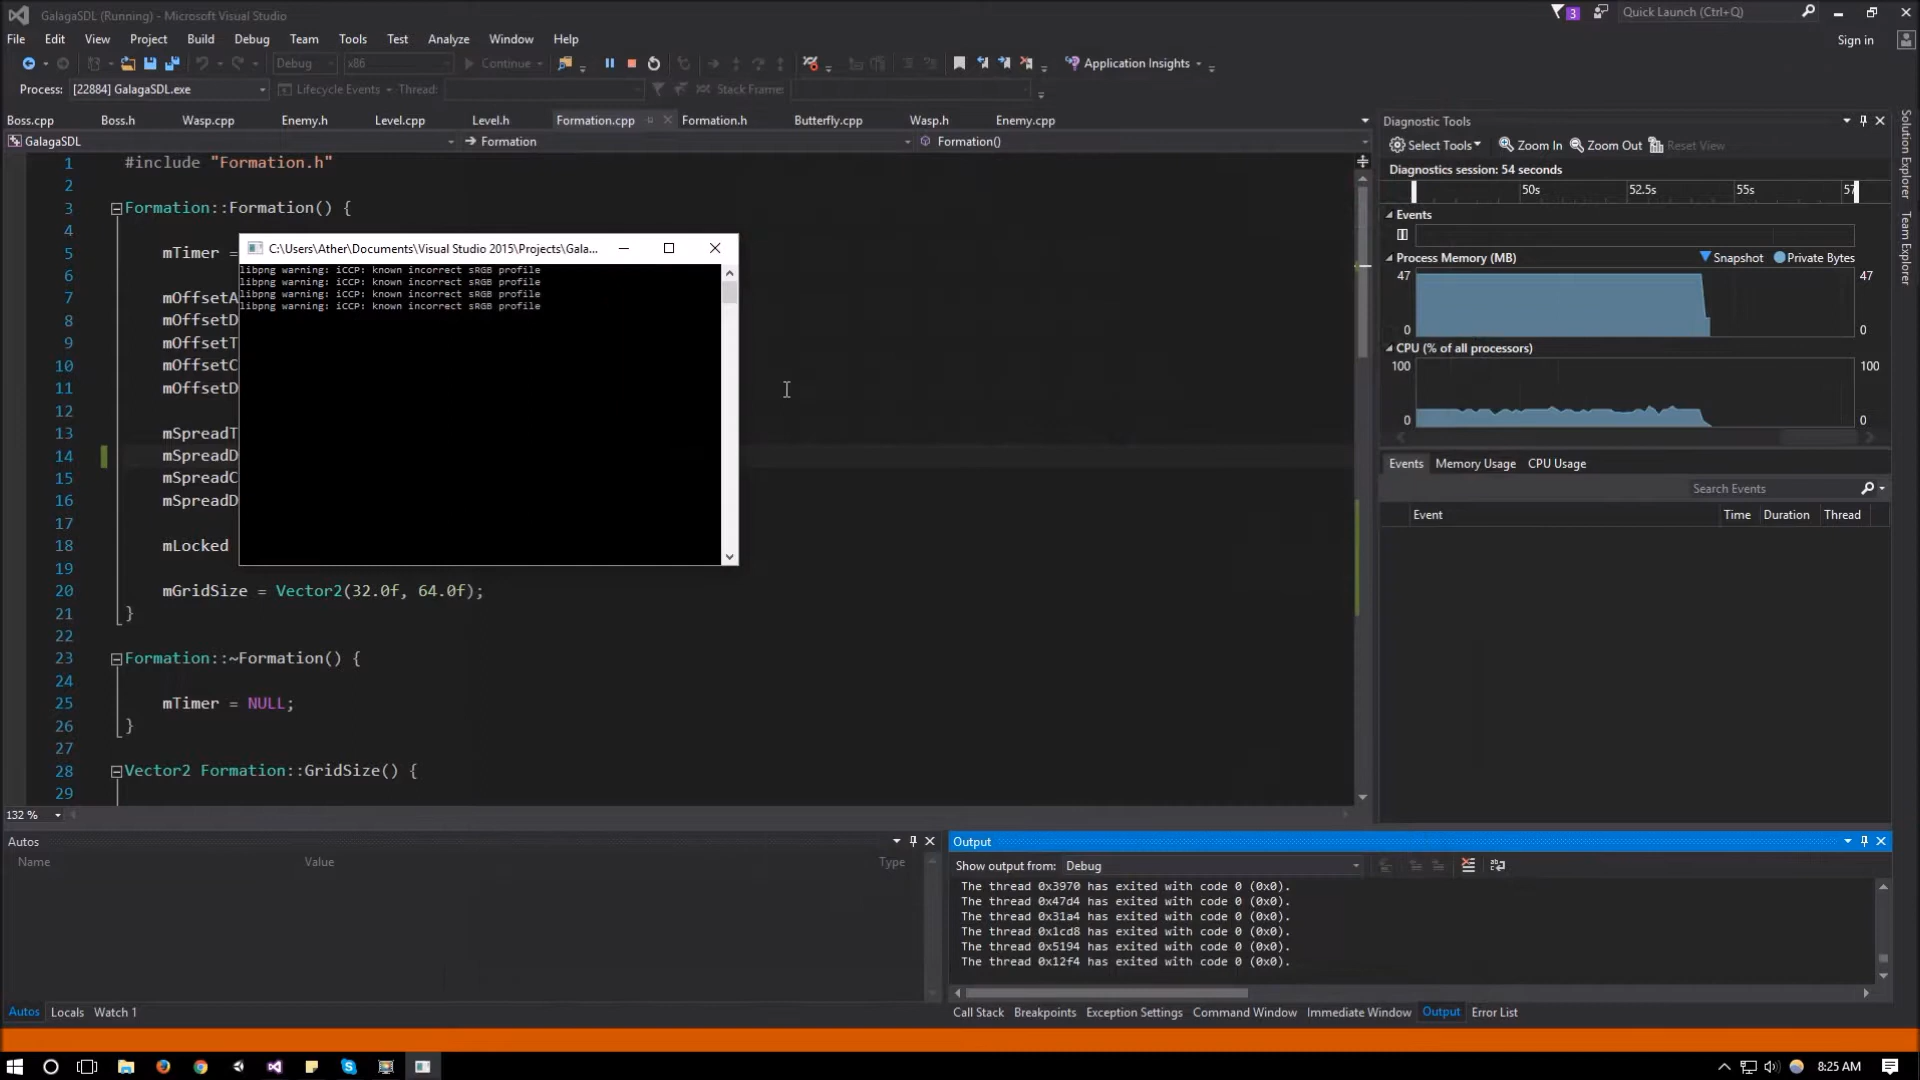 GalagaSDL (Running) - Microsoft Visual Studio
3
Quick Launch (Ctrl+Q)
File Edit View Project Build Debug Team Tools Test Analyze Window Help
Sign in
Debug x86 Continue Application Insights
Process: [22884] GalagaSDL.exe Lifecycle Events Thread: Stack Frame:
Boss.cpp Boss.h Wasp.cpp Enemy.h Level.cpp Level.h Formation.cpp Formation.h Butterfly.cpp Wasp.h Enemy.cpp
GalagaSDL Formation Formation()
1 #include "Formation.h"
2
3 Formation::Formation() {
4
5 mTimer =
6
7 mOffsetA
8 mOffsetD
9 mOffsetT
10 mOffsetC
11 mOffsetD
12
13 mSpreadT
14 mSpreadD
15 mSpreadC
16 mSpreadD
17
18 mLocked
19
20 mGridSize = Vector2(32.0f, 64.0f);
21 }
22
23 Formation::~Formation() {
24
25 mTimer = NULL;
26 }
27
28 Vector2 Formation::GridSize() {
29
132 %
C:\Users\Ather\Documents\Visual Studio 2015\Projects\Gala...
libpng warning: iCCP: known incorrect sRGB profile
libpng warning: iCCP: known incorrect sRGB profile
libpng warning: iCCP: known incorrect sRGB profile
libpng warning: iCCP: known incorrect sRGB profile
Diagnostic Tools
Select Tools Zoom In Zoom Out Reset View
Diagnostics session: 54 seconds
50s 52.5s 55s 57
Events
Process Memory (MB) Snapshot Private Bytes
47 47
0 0
CPU (% of all processors)
100 100
0 0
Events Memory Usage CPU Usage
Search Events
Event Time Duration Thread
Solution Explorer
Team Explorer
Autos
Name Value Type
Autos Locals Watch 1
Output
Show output from: Debug
The thread 0x3970 has exited with code 0 (0x0).
The thread 0x47d4 has exited with code 0 (0x0).
The thread 0x31a4 has exited with code 0 (0x0).
The thread 0x1cd8 has exited with code 0 (0x0).
The thread 0x5194 has exited with code 0 (0x0).
The thread 0x12f4 has exited with code 0 (0x0).
Call Stack Breakpoints Exception Settings Command Window Immediate Window Output Error List
8:25 AM